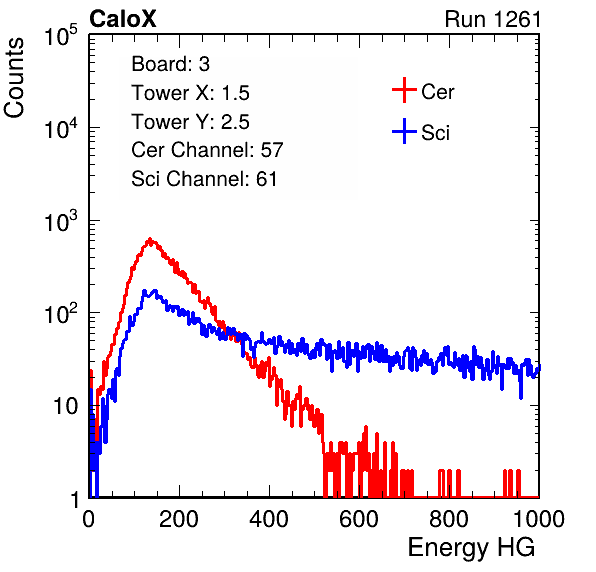 CaloX Run 1261
Counts
Board: 3
Tower X: 1.5
Tower Y: 2.5
Cer Channel: 57
Sci Channel: 61
Cer
Sci
10^5
10^4
10^3
10^2
10
1
0 200 400 600 800 1000
Energy HG